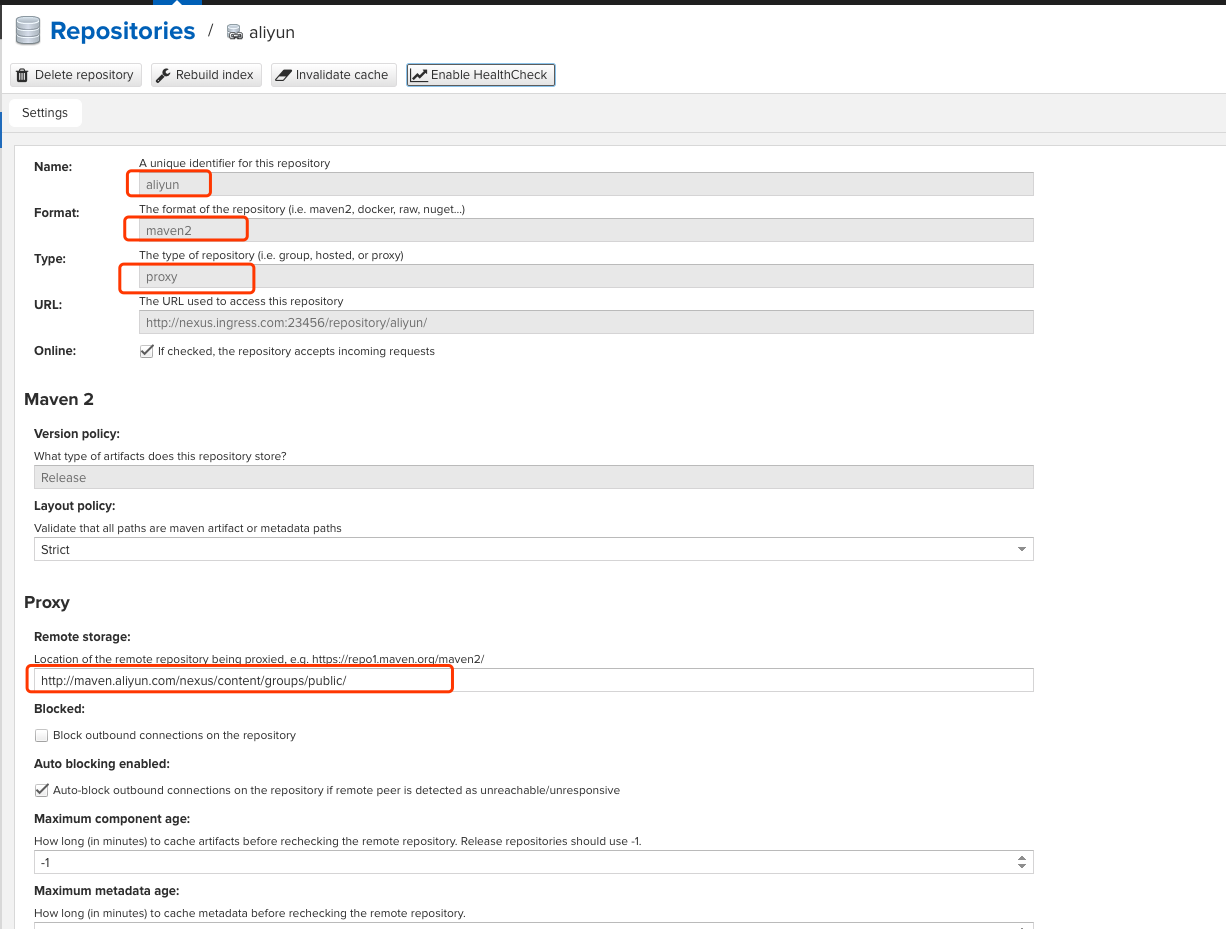 Repositories / aliyun
Delete repository Rebuild index Invalidate cache Enable HealthCheck
Settings
Name: A unique identifier for this repository
aliyun
Format: The format of the repository (i.e. maven2, docker, raw, nuget...)
maven2
Type: The type of repository (i.e. group, hosted, or proxy)
proxy
URL: The URL used to access this repository
http://nexus.ingress.com:23456/repository/aliyun/
Online: If checked, the repository accepts incoming requests
Maven 2
Version policy:
What type of artifacts does this repository store?
Release
Layout policy:
Validate that all paths are maven artifact or metadata paths
Strict
Proxy
Remote storage:
Location of the remote repository being proxied, e.g. https://repo1.maven.org/maven2/
http://maven.aliyun.com/nexus/content/groups/public/
Blocked:
Block outbound connections on the repository
Auto blocking enabled:
Auto-block outbound connections on the repository if remote peer is detected as unreachable/unresponsive
Maximum component age:
How long (in minutes) to cache artifacts before rechecking the remote repository. Release repositories should use -1.
-1
Maximum metadata age:
How long (in minutes) to cache metadata before rechecking the remote repository.